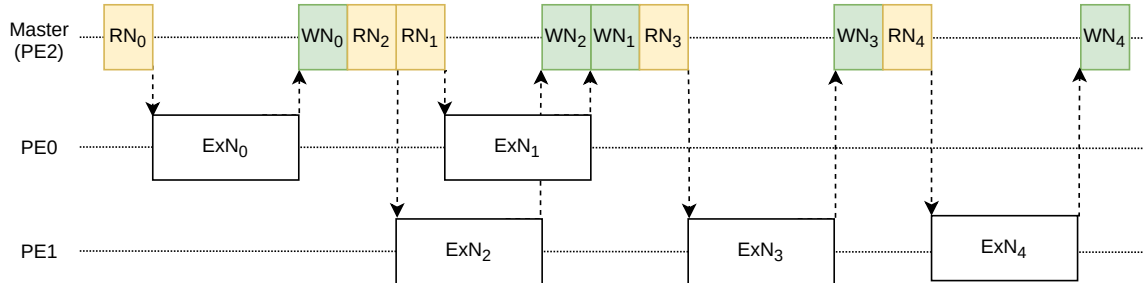 Master
(PE2)
RN₀
WN₀
RN₂
RN₁
WN₂
WN₁
RN₃
WN₃
RN₄
WN₄
PE0
ExN₀
ExN₁
PE1
ExN₂
ExN₃
ExN₄